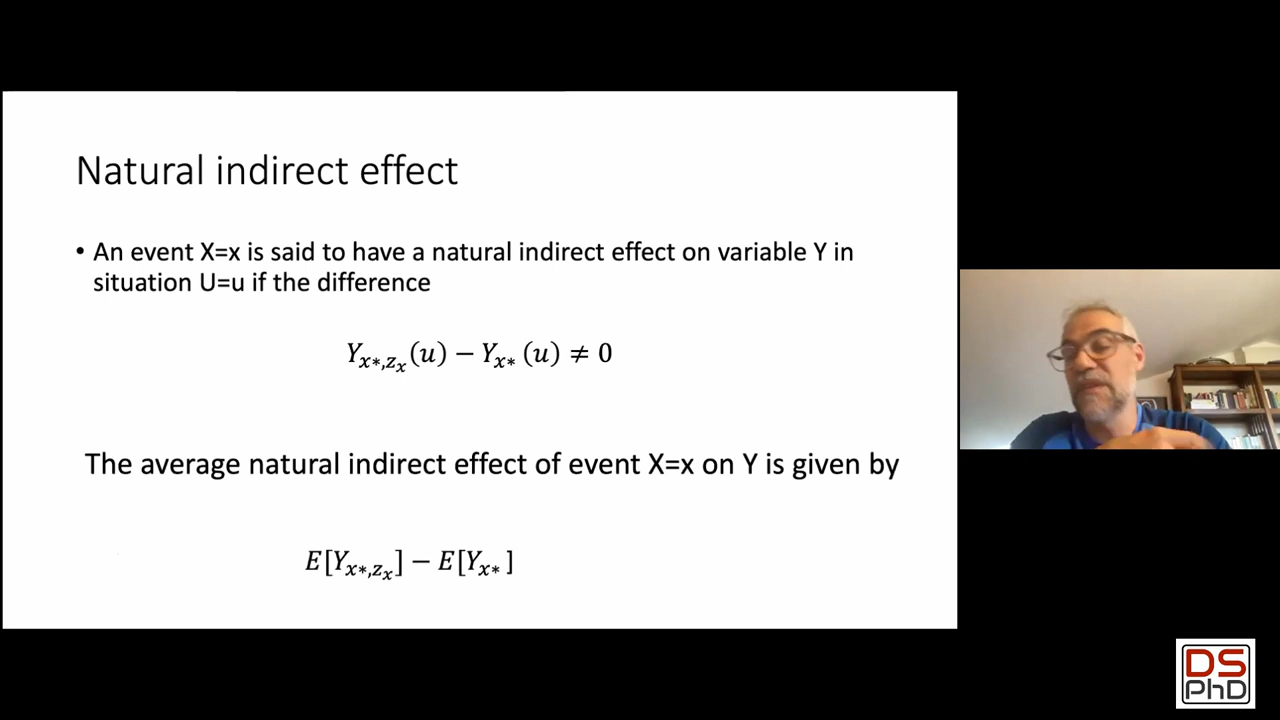 Natural indirect effect
• An event X=x is said to have a natural indirect effect on variable Y in
situation U=u if the difference
Y_{x*,z_x}(u) − Y_{x*}(u) ≠ 0
The average natural indirect effect of event X=x on Y is given by
E[Y_{x*,z_x}] − E[Y_{x*}]
DS
PhD